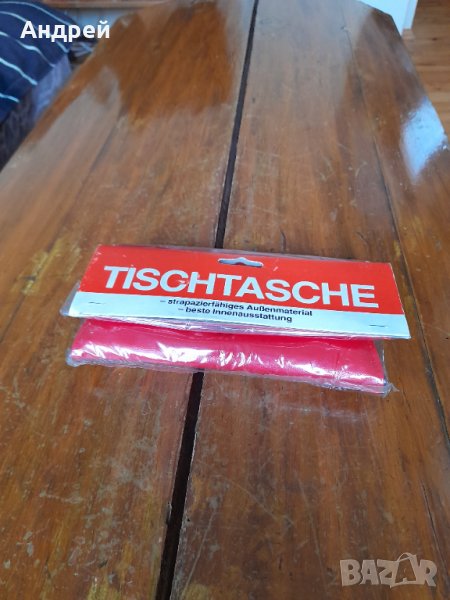 Андрей
TISCHTASCHE
– strapazierfähiges Außenmaterial
– beste Innenausstattung
BAZAR